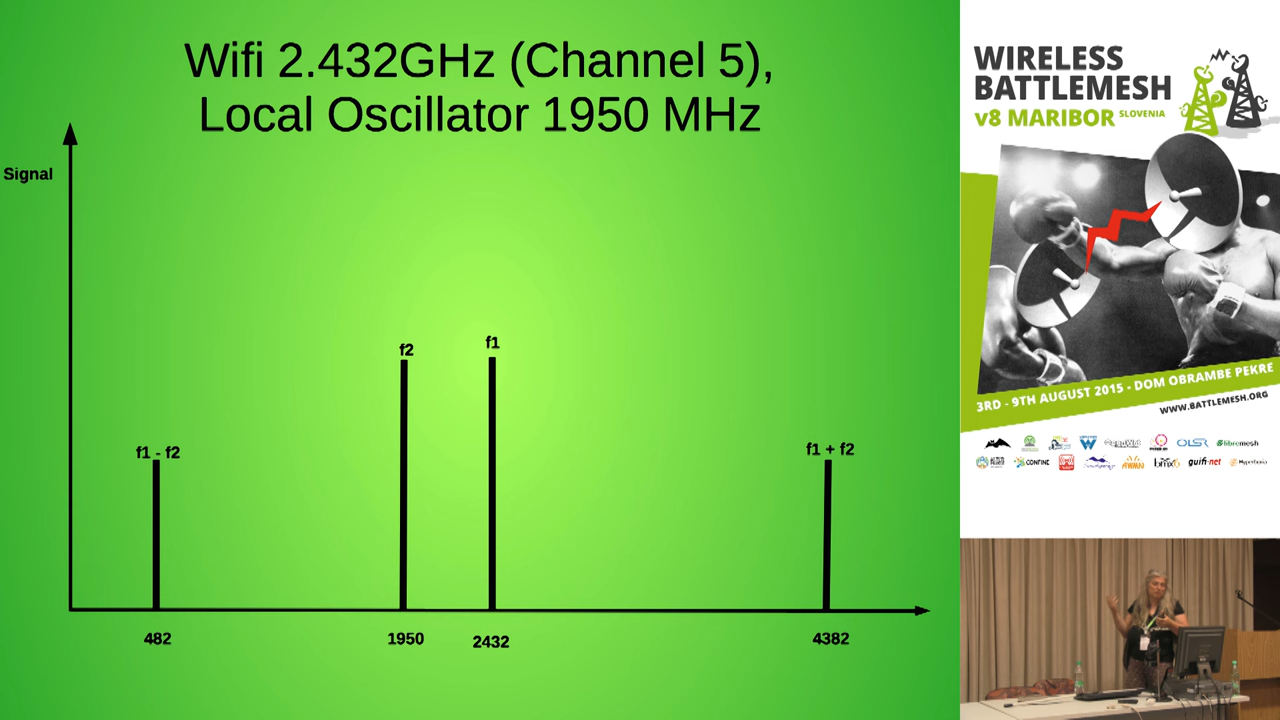 Wifi 2.432GHz (Channel 5),
Local Oscillator 1950 MHz
Signal
f2
f1
f1 - f2
f1 + f2
482
1950
2432
4382
WIRELESS
BATTLEMESH
v8 MARIBOR SLOVENIA
3RD - 9TH AUGUST 2015 - DOM OBRAMBE PEKRE
WWW.BATTLEMESH.ORG
OLSR
libremesh
CONFINE
AWMN
bmx6
guifi·net